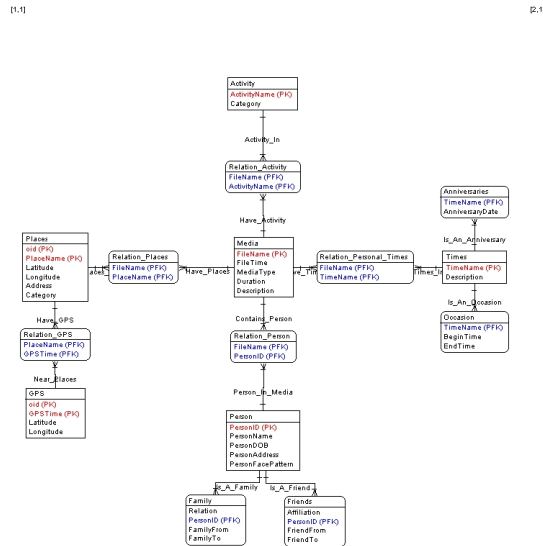 [1,1]
[2,1
Activity
ActivityName (PK)
Category
Activity_In
Relation_Activity
FileName (PFK)
ActivityName (PFK)
Have_Activity
Anniversaries
TimeName (PFK)
AnniversaryDate
Is_An_Anniversary
Places
oid (PK)
PlaceName (PK)
Latitude
Longitude
Address
Category
aces_
Relation_Places
FileName (PFK)
PlaceName (PFK)
Have_Places
Media
FileName (PK)
FileTime
MediaType
Duration
Description
ve_Tim
Relation_Personal_Times
FileName (PFK)
TimeName (PFK)
Times_I
Times
TimeName (PK)
Description
Is_An_Occasion
Occasion
TimeName (PFK)
BeginTime
EndTime
Have_GPS
Relation_GPS
PlaceName (PFK)
GPSTime (PFK)
Near_Places
GPS
oid (PK)
GPSTime (PK)
Latitude
Longitude
Contains_Person
Relation_Person
FileName (PFK)
PersonID (PFK)
Person_In_Media
Person
PersonID (PK)
PersonName
PersonDOB
PersonAddress
PersonFacePattern
Is_A_Family
Is_A_Friend
Family
Relation
PersonID (PFK)
FamilyFrom
FamilyTo
Friends
Affiliation
PersonID (PFK)
FriendFrom
FriendTo